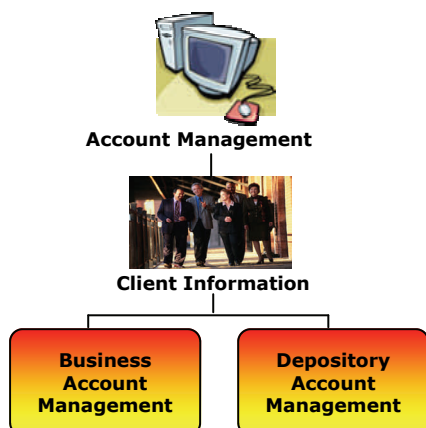 Account Management
Client Information
Business
Account
Management
Depository
Account
Management